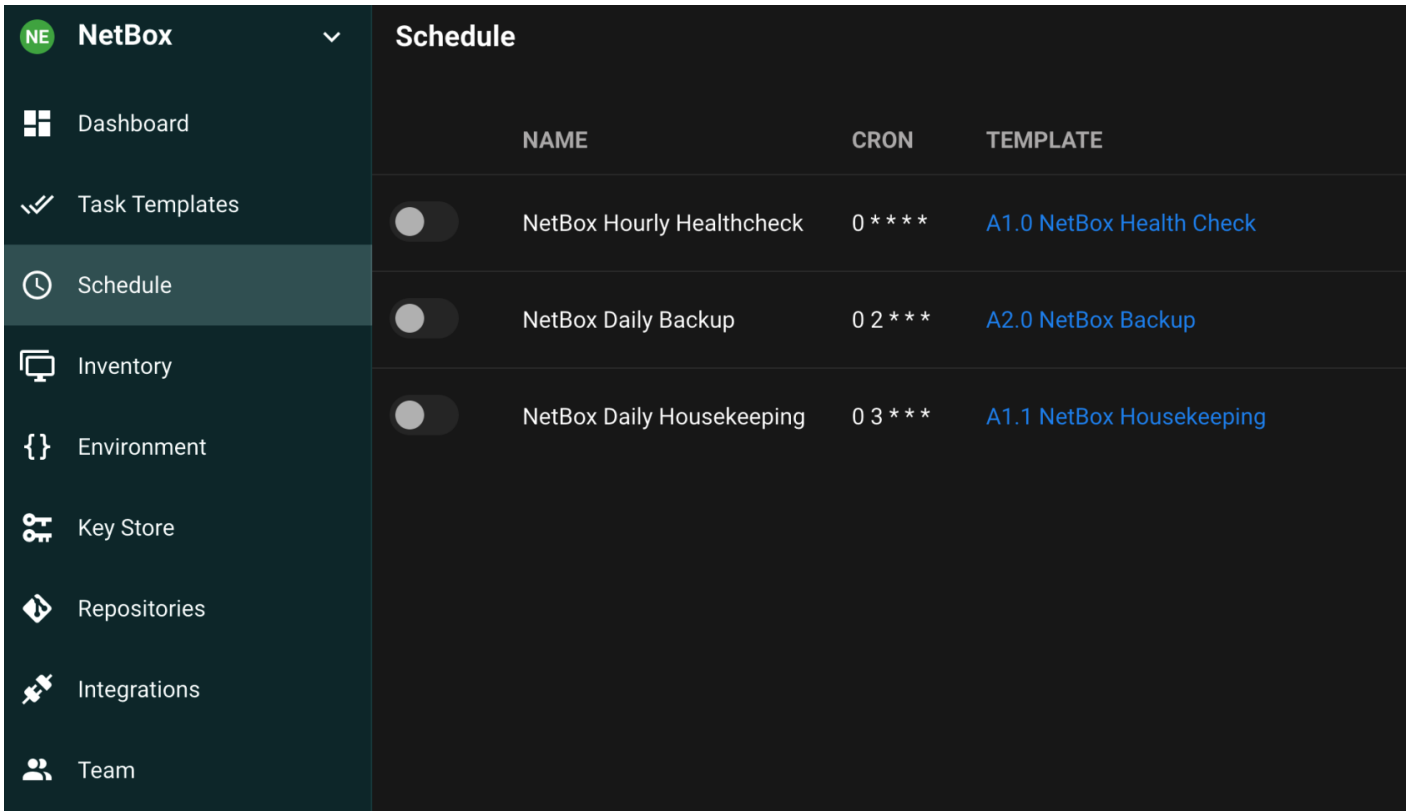 NE NetBox
Dashboard
Task Templates
Schedule
Inventory
Environment
Key Store
Repositories
Integrations
Team
Schedule
NAME CRON TEMPLATE
NetBox Hourly Healthcheck 0 * * * * A1.0 NetBox Health Check
NetBox Daily Backup 0 2 * * * A2.0 NetBox Backup
NetBox Daily Housekeeping 0 3 * * * A1.1 NetBox Housekeeping